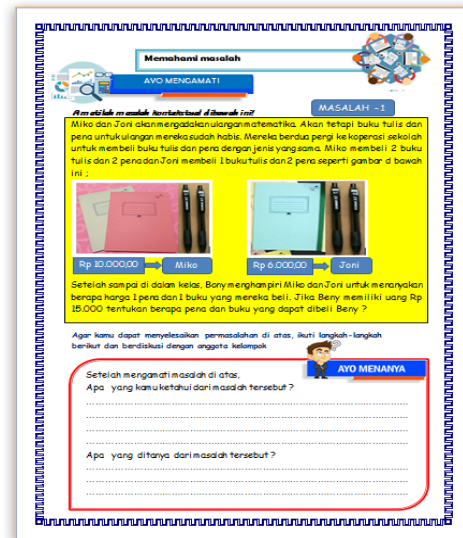 Memahami masalah
AYO MENGAMATI
Amatilah masalah kontekstual dibawah ini!
MASALAH -1
Miko dan Joni akan mengadakan ulangan matematika. Akan tetapi buku tulis dan
pena untuk ulangan mereka sudah habis. Mereka berdua pergi ke koperasi sekolah
untuk membeli buku tulis dan pena dengan jenis yang sama. Miko membeli 2 buku
tulis dan 2 pena dan Joni membeli 1 buku tulis dan 2 pena seperti gambar d bawah
ini ;
Rp 10.000,00
Miko
Rp 6.000,00
Joni
Setelah sampai di dalam kelas, Bony menghampiri Miko dan Joni untuk menanyakan
berapa harga 1 pena dan 1 buku yang mereka beli. Jika Beny memiliki uang Rp
15.000 tentukan berapa pena dan buku yang dapat dibeli Beny ?
Agar kamu dapat menyelesaikan permasalahan di atas, ikuti langkah-langkah
berikut dan berdiskusi dengan anggota kelompok
AYO MENANYA
Setelah mengamati masalah di atas,
Apa yang kamu ketahui dari masalah tersebut ?
Apa yang ditanya dari masalah tersebut ?